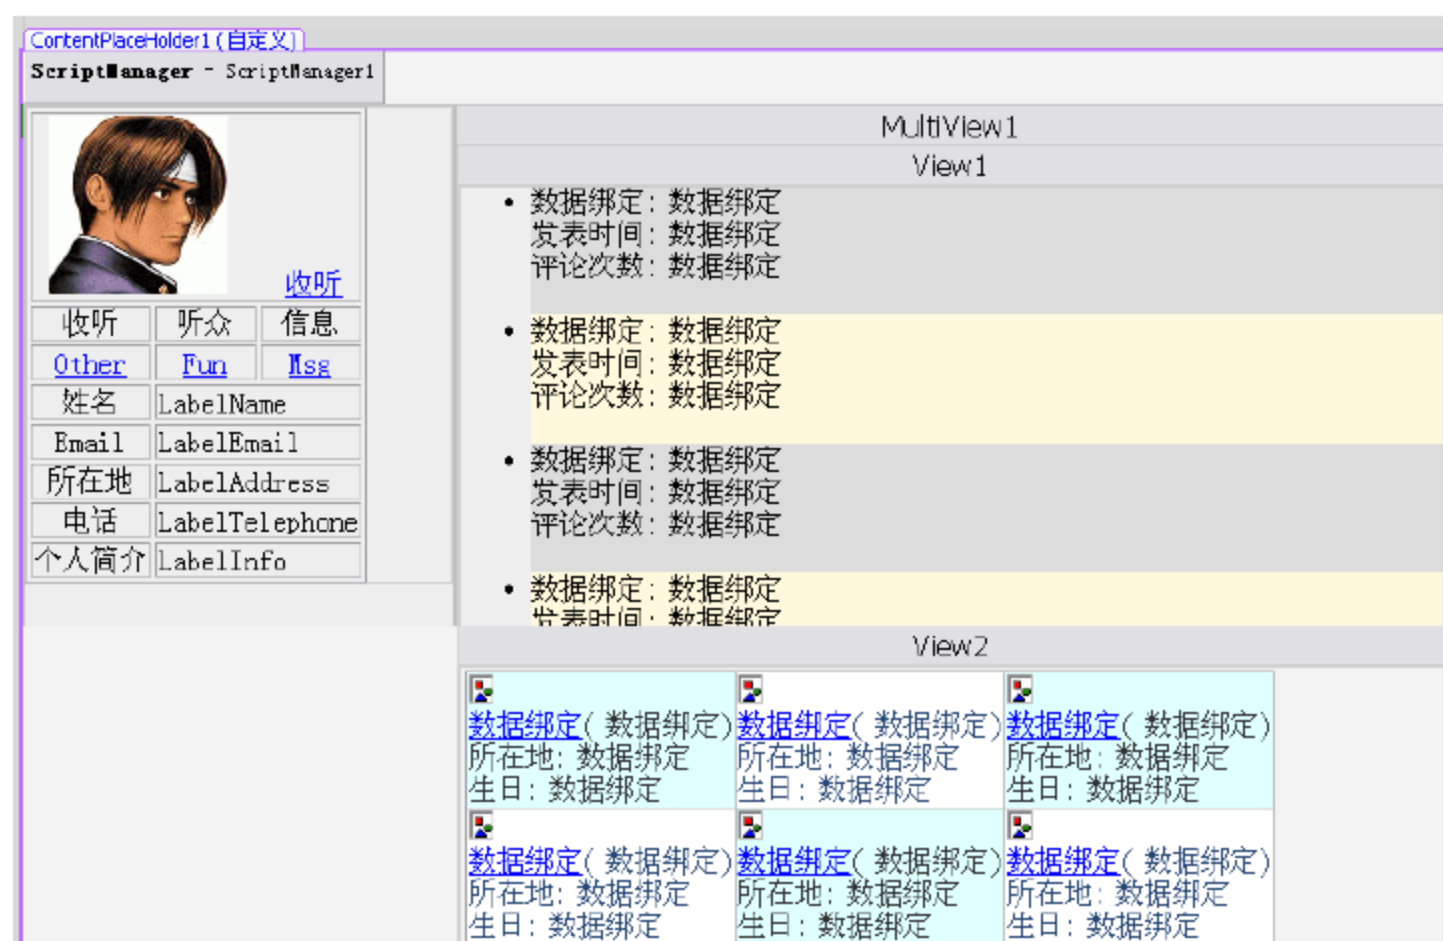 ContentPlaceHolder1 (自定义)
ScriptManager - ScriptManager1
收听
收听 听众 信息
Other Fun Msg
姓名 LabelName
Email LabelEmail
所在地 LabelAddress
电话 LabelTelephone
个人简介 LabelInfo
MultiView1
View1
• 数据绑定: 数据绑定
发表时间: 数据绑定
评论次数: 数据绑定
• 数据绑定: 数据绑定
发表时间: 数据绑定
评论次数: 数据绑定
• 数据绑定: 数据绑定
发表时间: 数据绑定
评论次数: 数据绑定
• 数据绑定: 数据绑定
发表时间: 数据绑定
View2
数据绑定( 数据绑定) 数据绑定( 数据绑定) 数据绑定( 数据绑定)
所在地: 数据绑定 所在地: 数据绑定 所在地: 数据绑定
生日: 数据绑定 生日: 数据绑定 生日: 数据绑定
数据绑定( 数据绑定) 数据绑定( 数据绑定) 数据绑定( 数据绑定)
所在地: 数据绑定 所在地: 数据绑定 所在地: 数据绑定
生日: 数据绑定 生日: 数据绑定 生日: 数据绑定